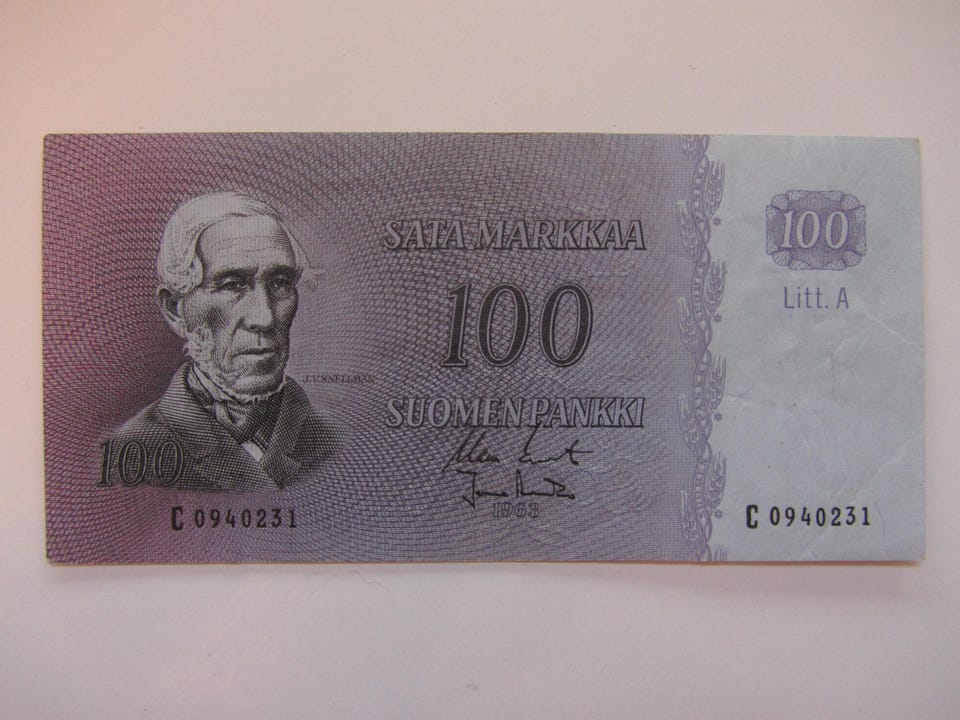 SATA MARKKAA
100
Litt. A
100
J.V. SNELLMAN
SUOMEN PANKKI
100
1963
C 0940231
C 0940231